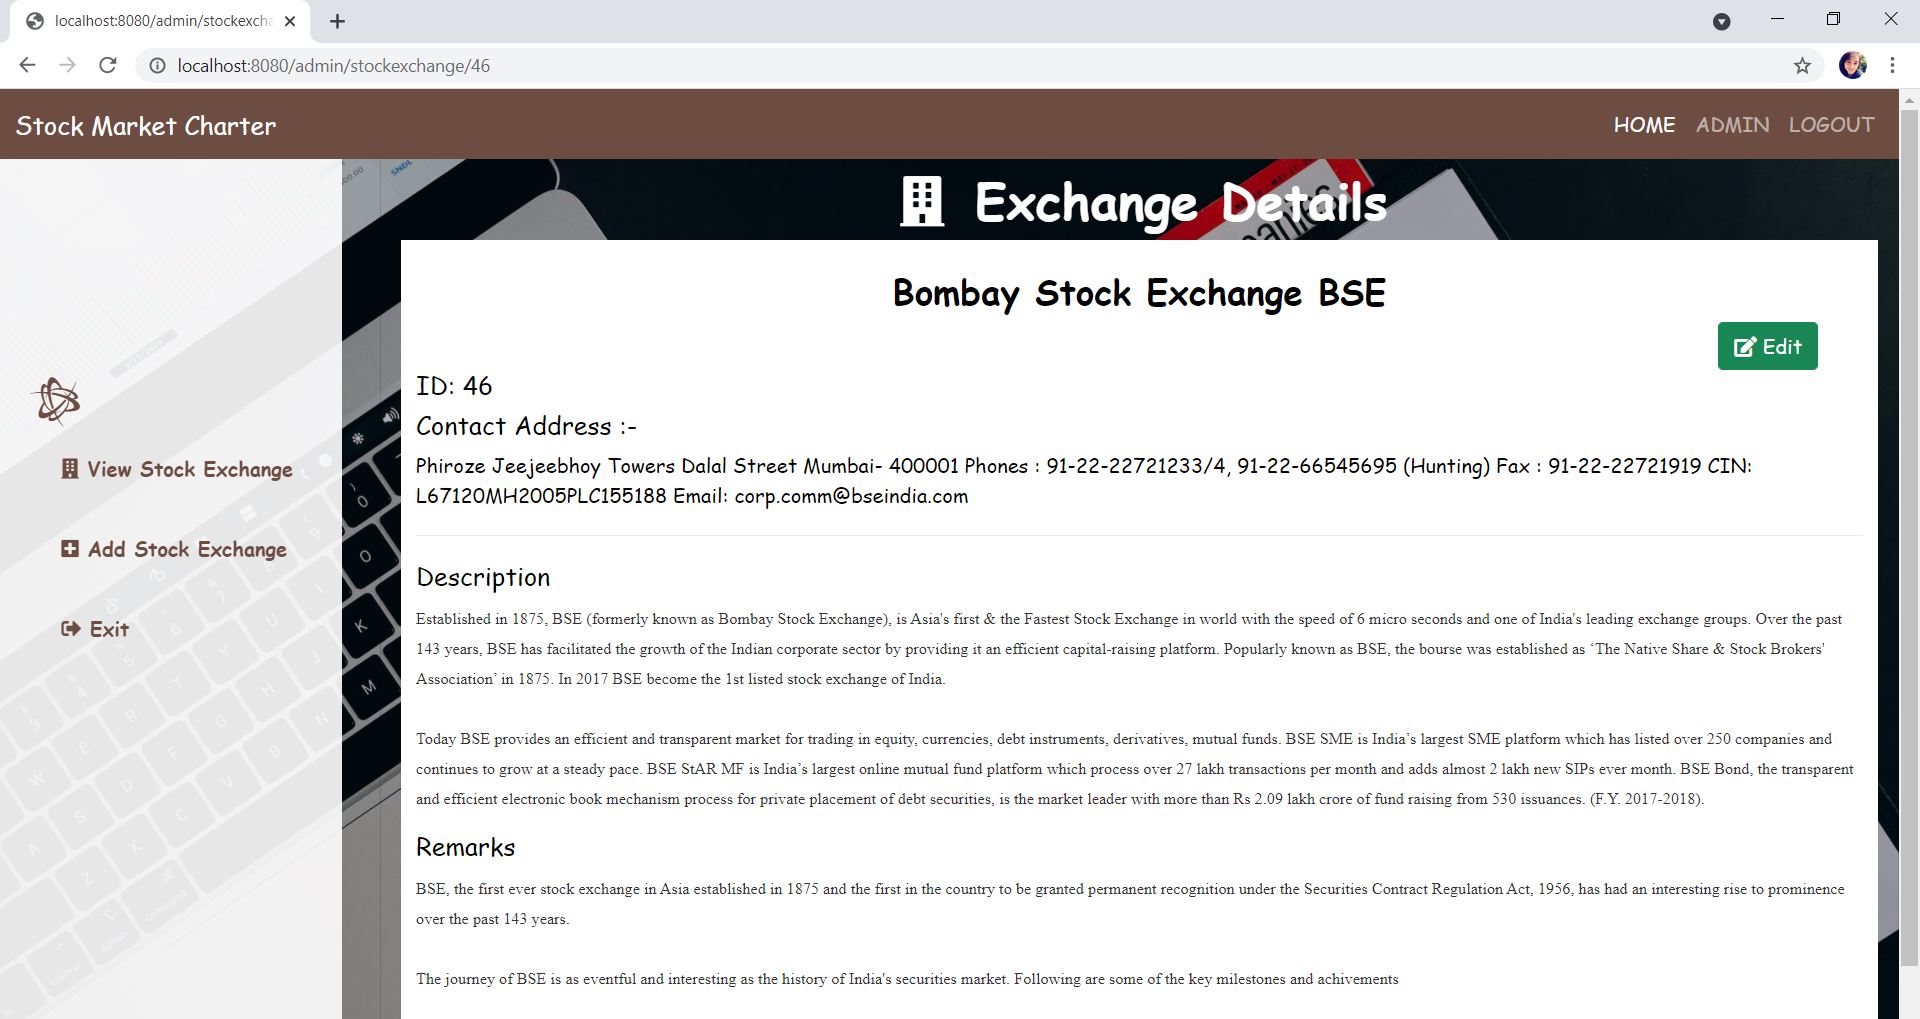 localhost:8080/admin/stockexcha
localhost:8080/admin/stockexchange/46
Stock Market Charter
HOME ADMIN LOGOUT
Exchange Details
Bombay Stock Exchange BSE
Edit
ID: 46
Contact Address :-
Phiroze Jeejeebhoy Towers Dalal Street Mumbai- 400001 Phones : 91-22-22721233/4, 91-22-66545695 (Hunting) Fax : 91-22-22721919 CIN:
L67120MH2005PLC155188 Email: corp.comm@bseindia.com
View Stock Exchange
Add Stock Exchange
Exit
Description
Established in 1875, BSE (formerly known as Bombay Stock Exchange), is Asia's first & the Fastest Stock Exchange in world with the speed of 6 micro seconds and one of India's leading exchange groups. Over the past
143 years, BSE has facilitated the growth of the Indian corporate sector by providing it an efficient capital-raising platform. Popularly known as BSE, the bourse was established as ‘The Native Share & Stock Brokers'
Association’ in 1875. In 2017 BSE become the 1st listed stock exchange of India.
Today BSE provides an efficient and transparent market for trading in equity, currencies, debt instruments, derivatives, mutual funds. BSE SME is India’s largest SME platform which has listed over 250 companies and
continues to grow at a steady pace. BSE StAR MF is India’s largest online mutual fund platform which process over 27 lakh transactions per month and adds almost 2 lakh new SIPs ever month. BSE Bond, the transparent
and efficient electronic book mechanism process for private placement of debt securities, is the market leader with more than Rs 2.09 lakh crore of fund raising from 530 issuances. (F.Y. 2017-2018).
Remarks
BSE, the first ever stock exchange in Asia established in 1875 and the first in the country to be granted permanent recognition under the Securities Contract Regulation Act, 1956, has had an interesting rise to prominence
over the past 143 years.
The journey of BSE is as eventful and interesting as the history of India's securities market. Following are some of the key milestones and achivements